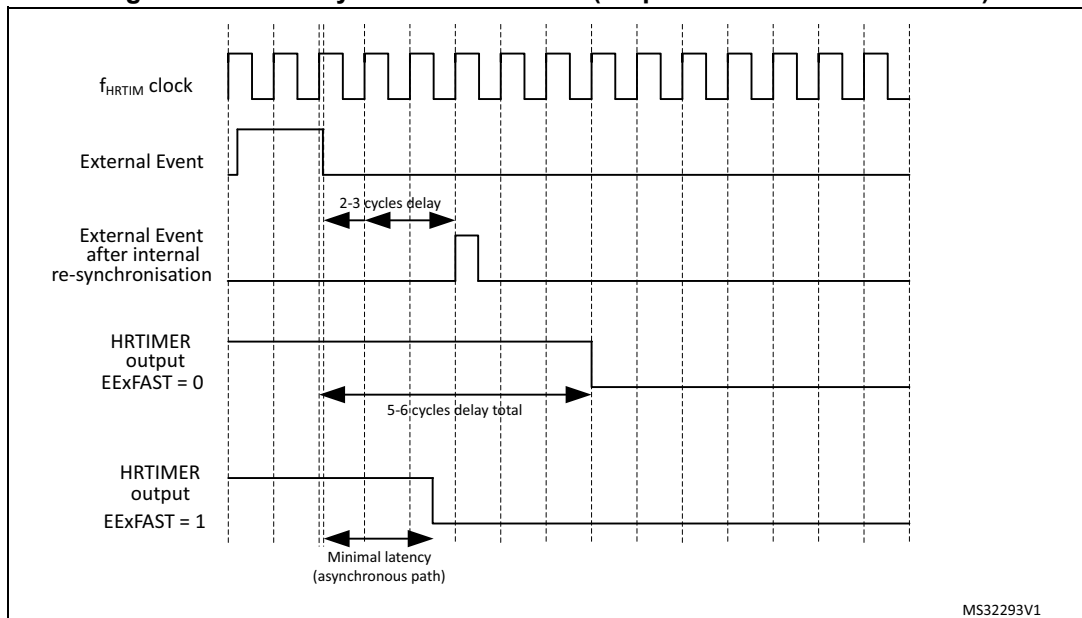 f_HRTIM clock
External Event
2-3 cycles delay
External Event
after internal
re-synchronisation
HRTIMER
output
EExFAST = 0
5-6 cycles delay total
HRTIMER
output
EExFAST = 1
Minimal latency
(asynchronous path)
MS32293V1